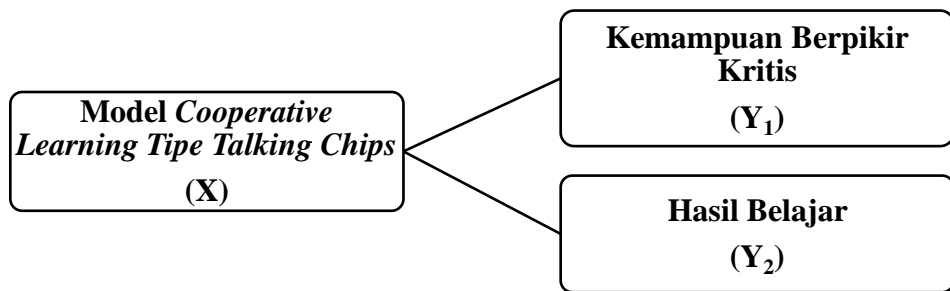 Model Cooperative
Learning Tipe Talking Chips
(X)
Kemampuan Berpikir
Kritis
(Y₁)
Hasil Belajar
(Y₂)